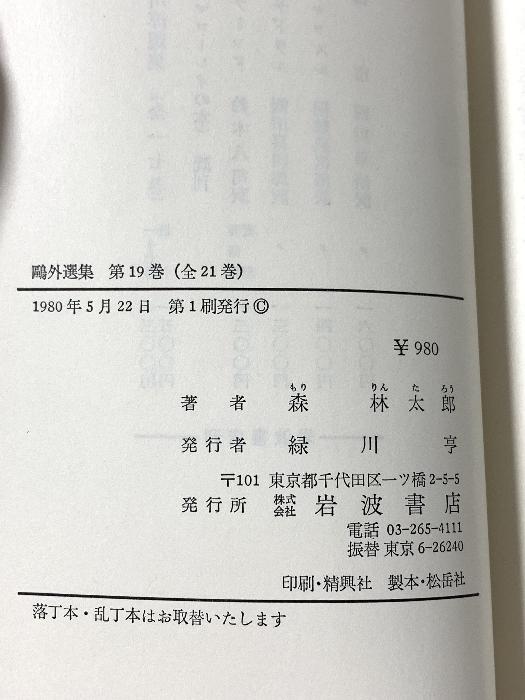 鷗外選集 第19巻（全21巻）
1980年5月22日 第1刷発行©
¥980
著者 森林太郎
もり りんたろう
発行者 緑川亨
〒101 東京都千代田区一ツ橋2-5-5
発行所 株式会社 岩波書店
電話 03-265-4111
振替 東京6-26240
印刷・精興社 製本・松岳社
落丁本・乱丁本はお取替いたします